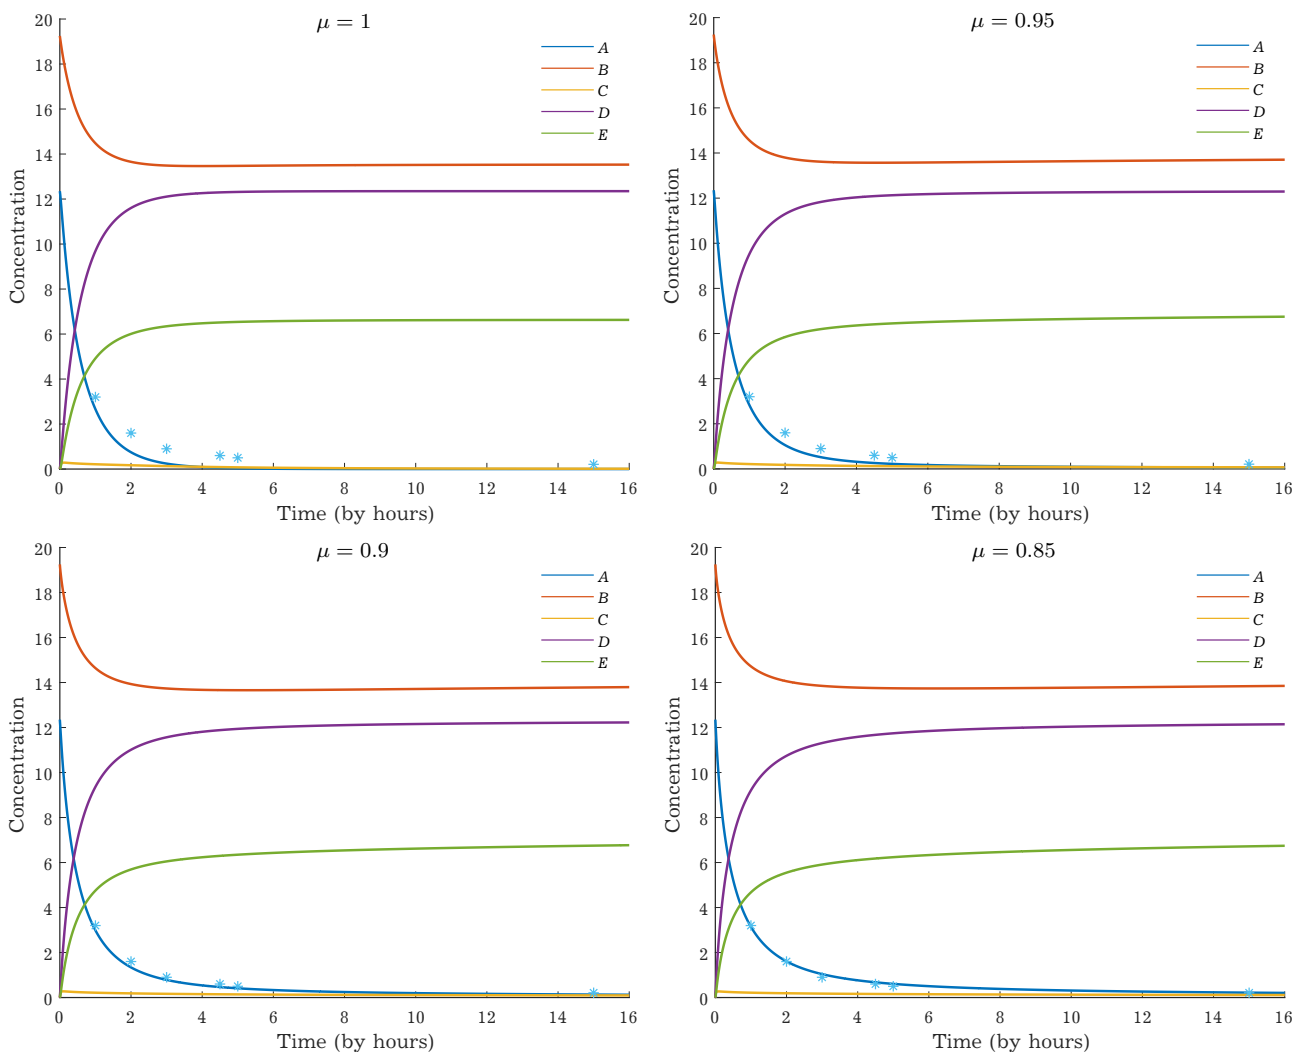 μ = 1
20
18
16
14
12
10
8
6
4
2
0
Concentration
A
B
C
D
E
0 2 4 6 8 10 12 14 16
Time (by hours)
μ = 0.95
20
18
16
14
12
10
8
6
4
2
0
Concentration
A
B
C
D
E
0 2 4 6 8 10 12 14 16
Time (by hours)
μ = 0.9
20
18
16
14
12
10
8
6
4
2
0
Concentration
A
B
C
D
E
0 2 4 6 8 10 12 14 16
Time (by hours)
μ = 0.85
20
18
16
14
12
10
8
6
4
2
0
Concentration
A
B
C
D
E
0 2 4 6 8 10 12 14 16
Time (by hours)